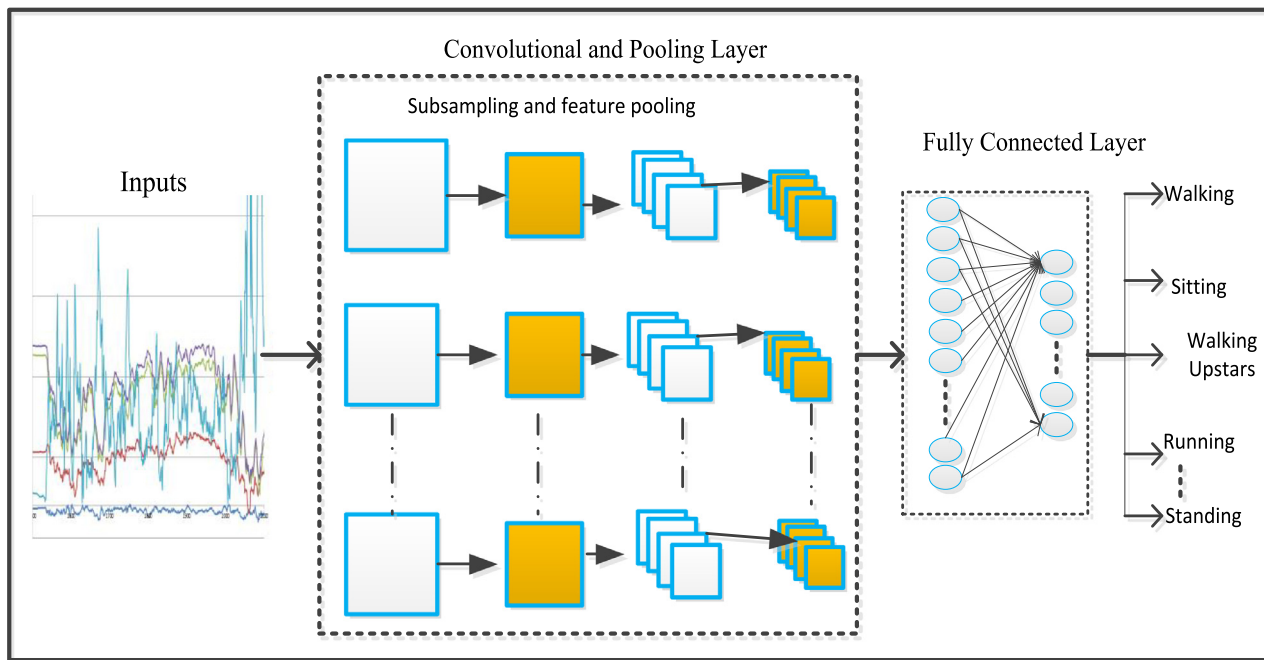 Convolutional and Pooling Layer
Subsampling and feature pooling
Fully Connected Layer
Inputs
Walking
Sitting
Walking
Upstars
Running
Standing